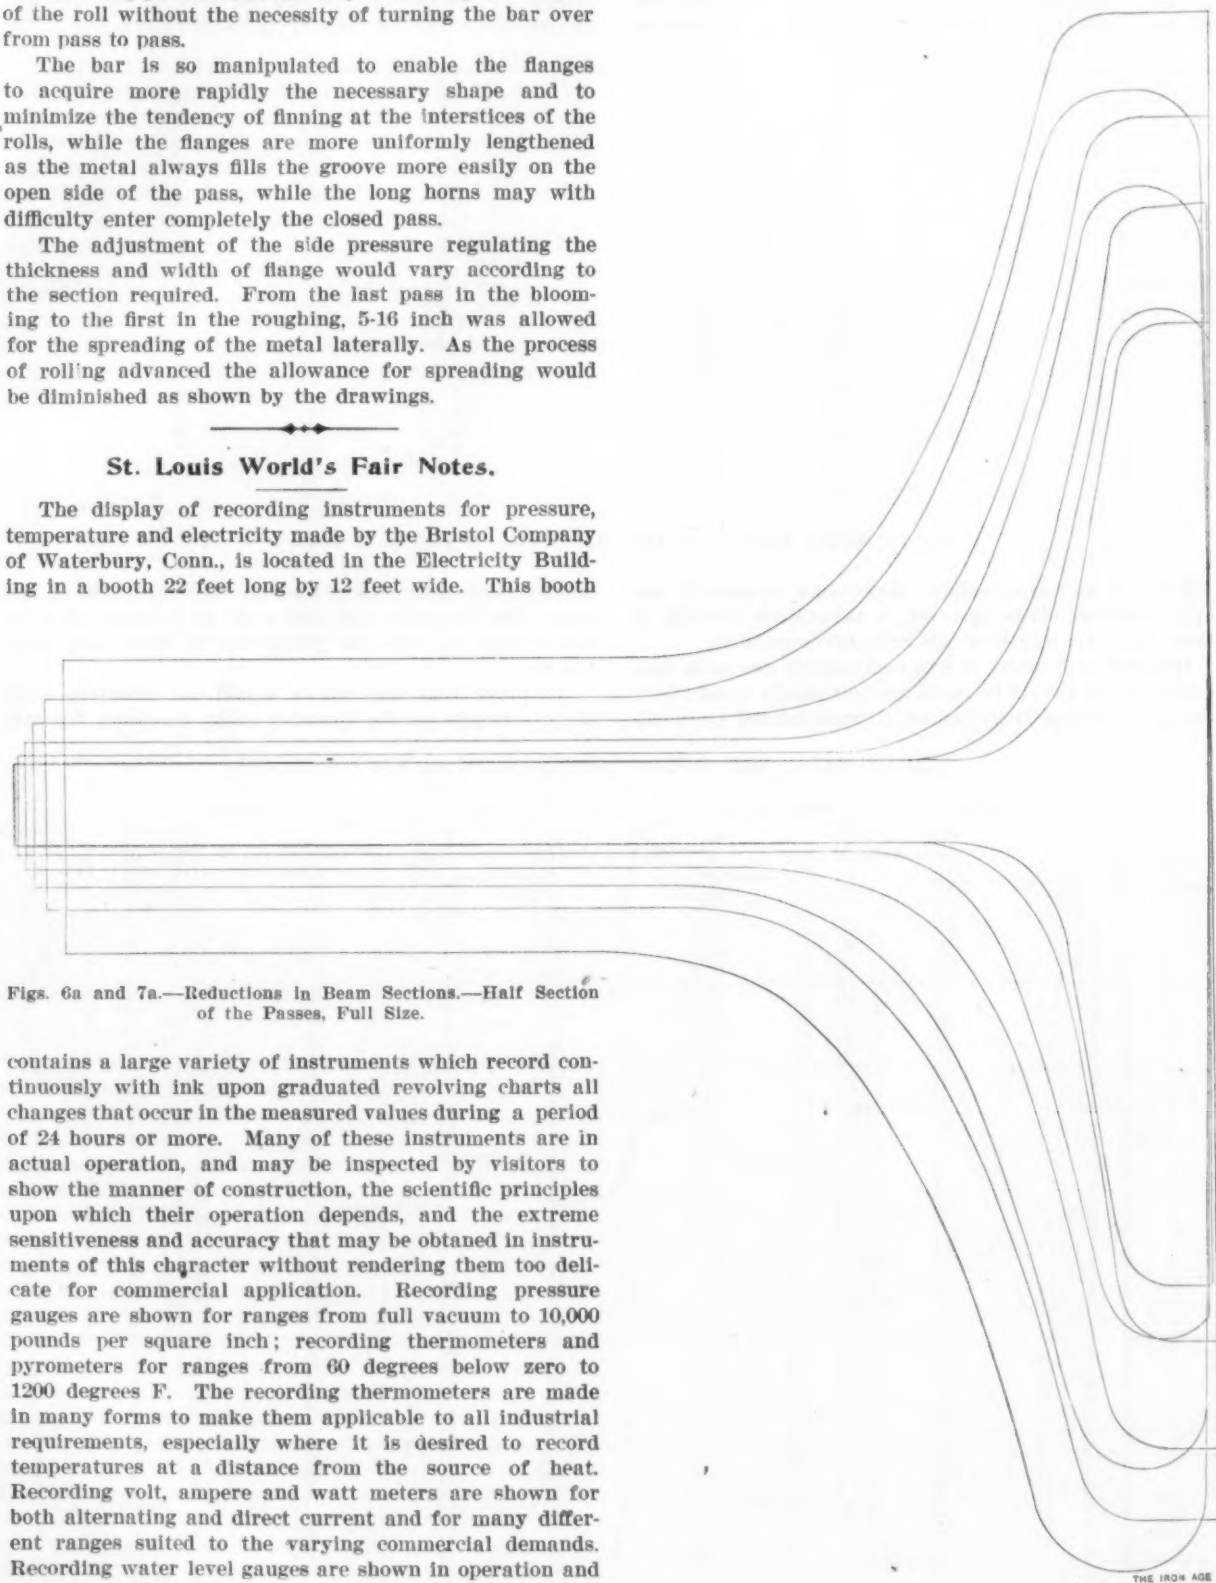 of the roll without the necessity of turning the bar over
from pass to pass.
The bar is so manipulated to enable the flanges
to acquire more rapidly the necessary shape and to
minimize the tendency of finning at the interstices of the
rolls, while the flanges are more uniformly lengthened
as the metal always fills the groove more easily on the
open side of the pass, while the long horns may with
difficulty enter completely the closed pass.
The adjustment of the side pressure regulating the
thickness and width of flange would vary according to
the section required. From the last pass in the bloom-
ing to the first in the roughing, 5-16 inch was allowed
for the spreading of the metal laterally. As the process
of rolling advanced the allowance for spreading would
be diminished as shown by the drawings.
St. Louis World's Fair Notes.
The display of recording instruments for pressure,
temperature and electricity made by the Bristol Company
of Waterbury, Conn., is located in the Electricity Build-
ing in a booth 22 feet long by 12 feet wide. This booth
Figs. 6a and 7a.—Reductions in Beam Sections.—Half Section
of the Passes, Full Size.
contains a large variety of instruments which record con-
tinuously with ink upon graduated revolving charts all
changes that occur in the measured values during a period
of 24 hours or more. Many of these instruments are in
actual operation, and may be inspected by visitors to
show the manner of construction, the scientific principles
upon which their operation depends, and the extreme
sensitiveness and accuracy that may be obtaned in instru-
ments of this character without rendering them too deli-
cate for commercial application. Recording pressure
gauges are shown for ranges from full vacuum to 10,000
pounds per square inch; recording thermometers and
pyrometers for ranges from 60 degrees below zero to
1200 degrees F. The recording thermometers are made
in many forms to make them applicable to all industrial
requirements, especially where it is desired to record
temperatures at a distance from the source of heat.
Recording volt, ampere and watt meters are shown for
both alternating and direct current and for many differ-
ent ranges suited to the varying commercial demands.
Recording water level gauges are shown in operation and
THE IRON AGE